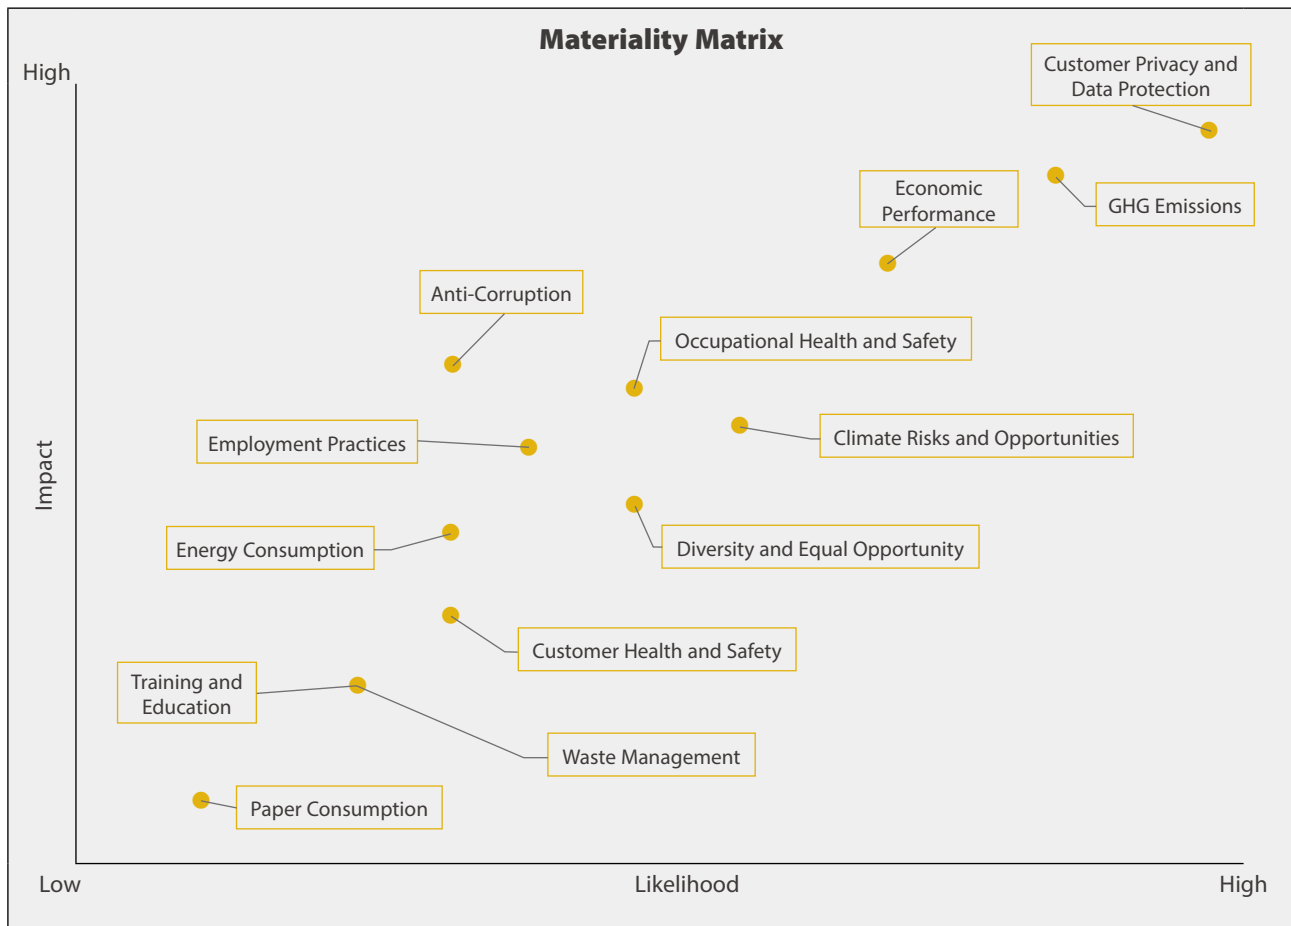 Materiality Matrix
High
Customer Privacy and
Data Protection
Economic
Performance
GHG Emissions
Anti-Corruption
Occupational Health and Safety
Employment Practices
Climate Risks and Opportunities
Impact
Energy Consumption
Diversity and Equal Opportunity
Customer Health and Safety
Training and
Education
Waste Management
Paper Consumption
Low
Likelihood
High